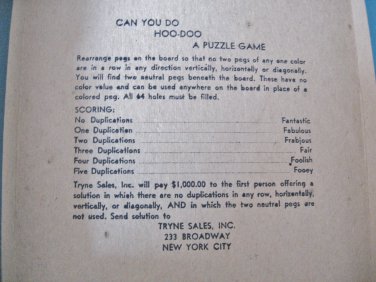 CAN YOU DO
HOO-DOO
A PUZZLE GAME
Rearrange pegs on the board so that no two pegs of any one color
are in a row in any direction vertically, horizontally or diagonally.
You will find two neutral pegs beneath the board. These have no
color value and can be used anywhere on the board in place of a
colored peg. All 64 holes must be filled.
SCORING:
No Duplications Fantastic
One Duplication Fabulous
Two Duplications Frabjous
Three Duplications Fair
Four Duplications Foolish
Five Duplications Fooey
Tryne Sales, Inc. will pay $1,000.00 to the first person offering a
solution in which there are no duplications in any row, horizontally,
vertically, or diagonally, AND in which the two neutral pegs are
not used. Send solution to
TRYNE SALES, INC.
233 BROADWAY
NEW YORK CITY